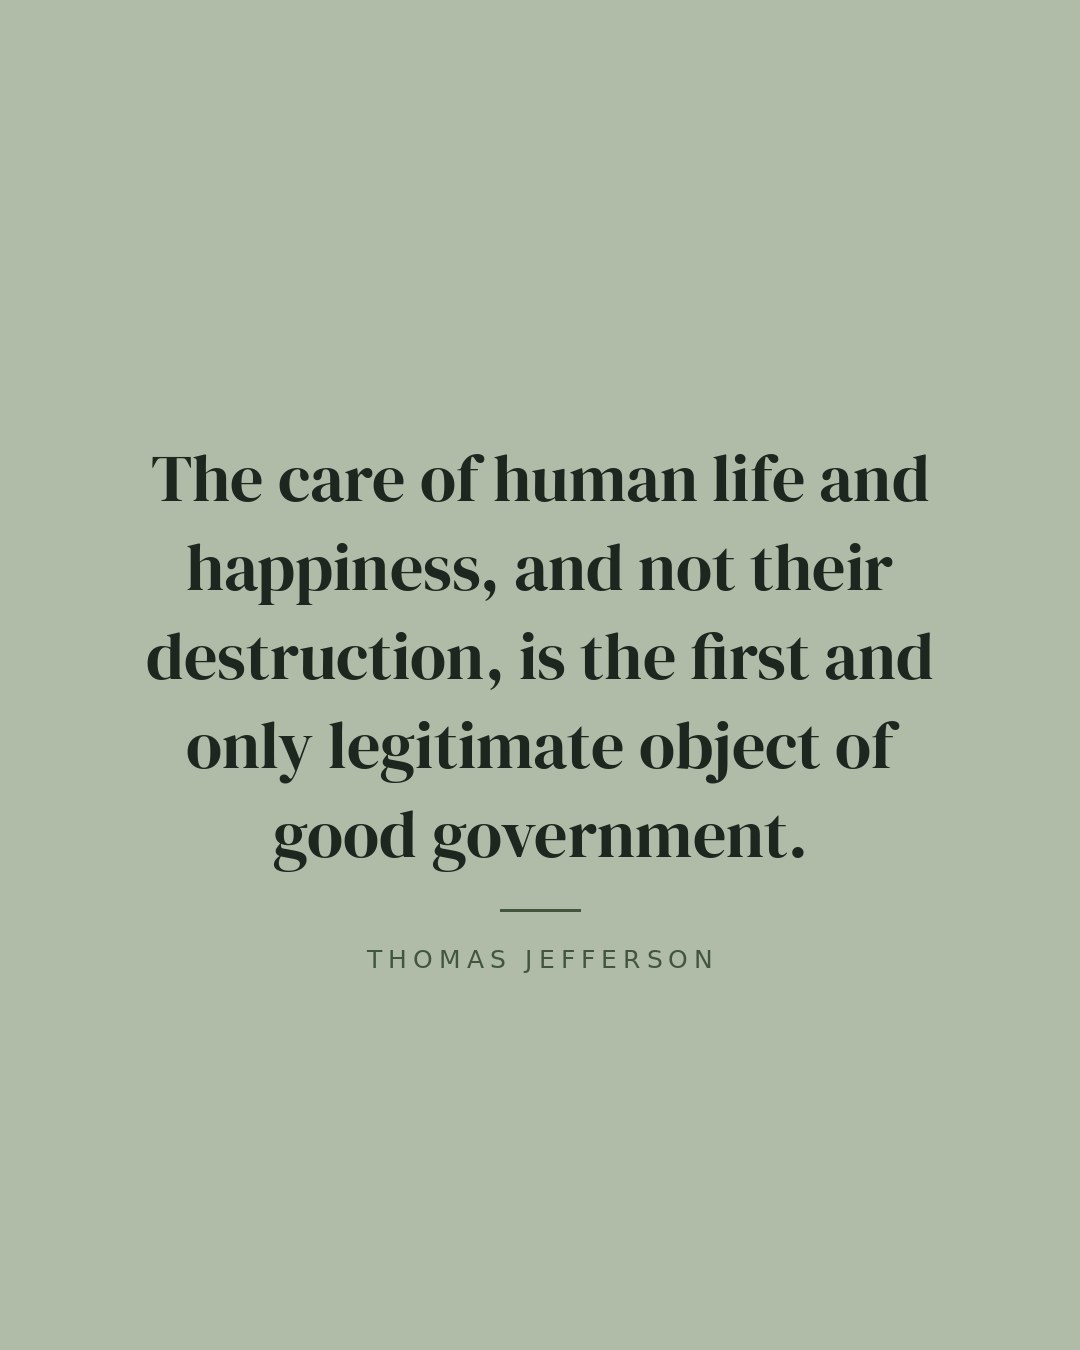 The care of human life and
happiness, and not their
destruction, is the first and
only legitimate object of
good government.
THOMAS JEFFERSON